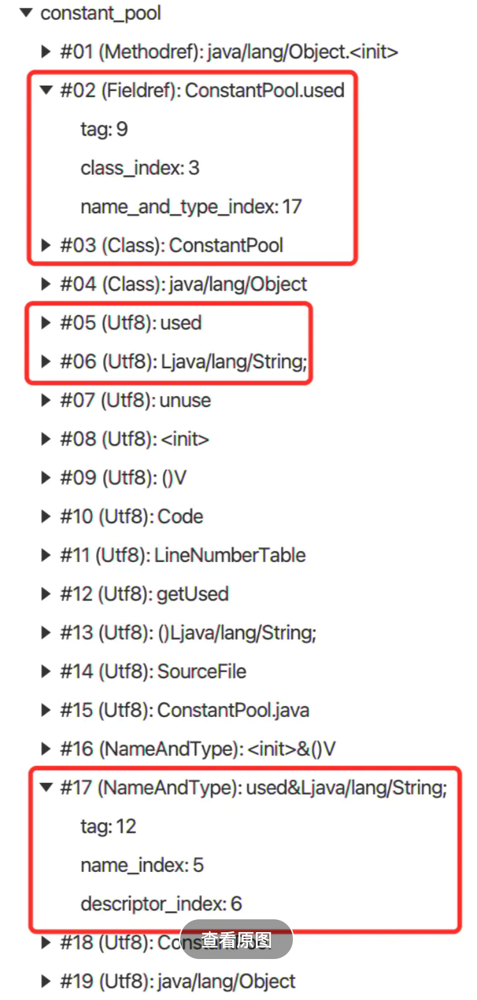 constant_pool
#01 (Methodref): java/lang/Object.<init>
#02 (Fieldref): ConstantPool.used
tag: 9
class_index: 3
name_and_type_index: 17
#03 (Class): ConstantPool
#04 (Class): java/lang/Object
#05 (Utf8): used
#06 (Utf8): Ljava/lang/String;
#07 (Utf8): unuse
#08 (Utf8): <init>
#09 (Utf8): ()V
#10 (Utf8): Code
#11 (Utf8): LineNumberTable
#12 (Utf8): getUsed
#13 (Utf8): ()Ljava/lang/String;
#14 (Utf8): SourceFile
#15 (Utf8): ConstantPool.java
#16 (NameAndType): <init>&()V
#17 (NameAndType): used&Ljava/lang/String;
tag: 12
name_index: 5
descriptor_index: 6
#18 (Utf8): ConstantPool
查看原图
#19 (Utf8): java/lang/Object